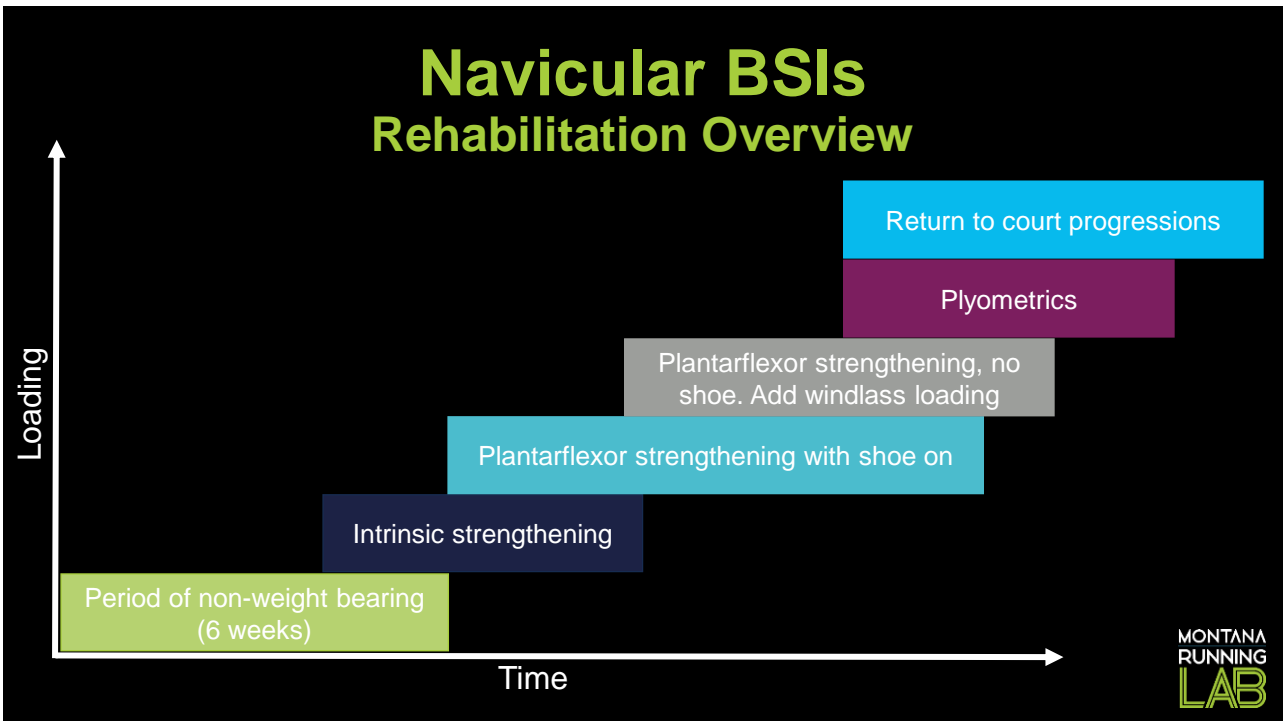 Navicular BSIs
Rehabilitation Overview
Return to court progressions
Plyometrics
Plantarflexor strengthening, no
shoe. Add windlass loading
Plantarflexor strengthening with shoe on
Intrinsic strengthening
Period of non-weight bearing
(6 weeks)
Loading
Time
MONTANA
RUNNING
LAB